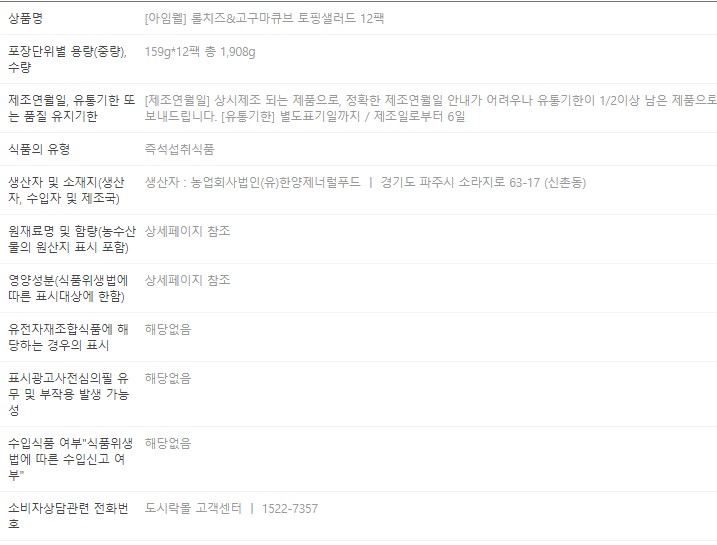 상품명
[아임웰] 롤치즈&고구마큐브 토핑샐러드 12팩
포장단위별 용량(중량),
수량
159g*12팩 총 1,908g
제조연월일, 유통기한 또
는 품질 유지기한
[제조연월일] 상시제조 되는 제품으로, 정확한 제조연월일 안내가 어려우나 유통기한이 1/2이상 남은 제품으로
보내드립니다. [유통기한] 별도표기일까지 / 제조일로부터 6일
식품의 유형
즉석섭취식품
생산자 및 소재지(생산
자, 수입자 및 제조국)
생산자 : 농업회사법인(유)한양제너럴푸드 ㅣ 경기도 파주시 소라지로 63-17 (신촌동)
원재료명 및 함량(농수산
물의 원산지 표시 포함)
상세페이지 참조
영양성분(식품위생법에
따른 표시대상에 한함)
상세페이지 참조
유전자재조합식품에 해
당하는 경우의 표시
해당없음
표시광고사전심의필 유
무 및 부작용 발생 가능
성
해당없음
수입식품 여부"식품위생
법에 따른 수입신고 여
부"
해당없음
소비자상담관련 전화번
호
도시락몰 고객센터 ㅣ 1522-7357